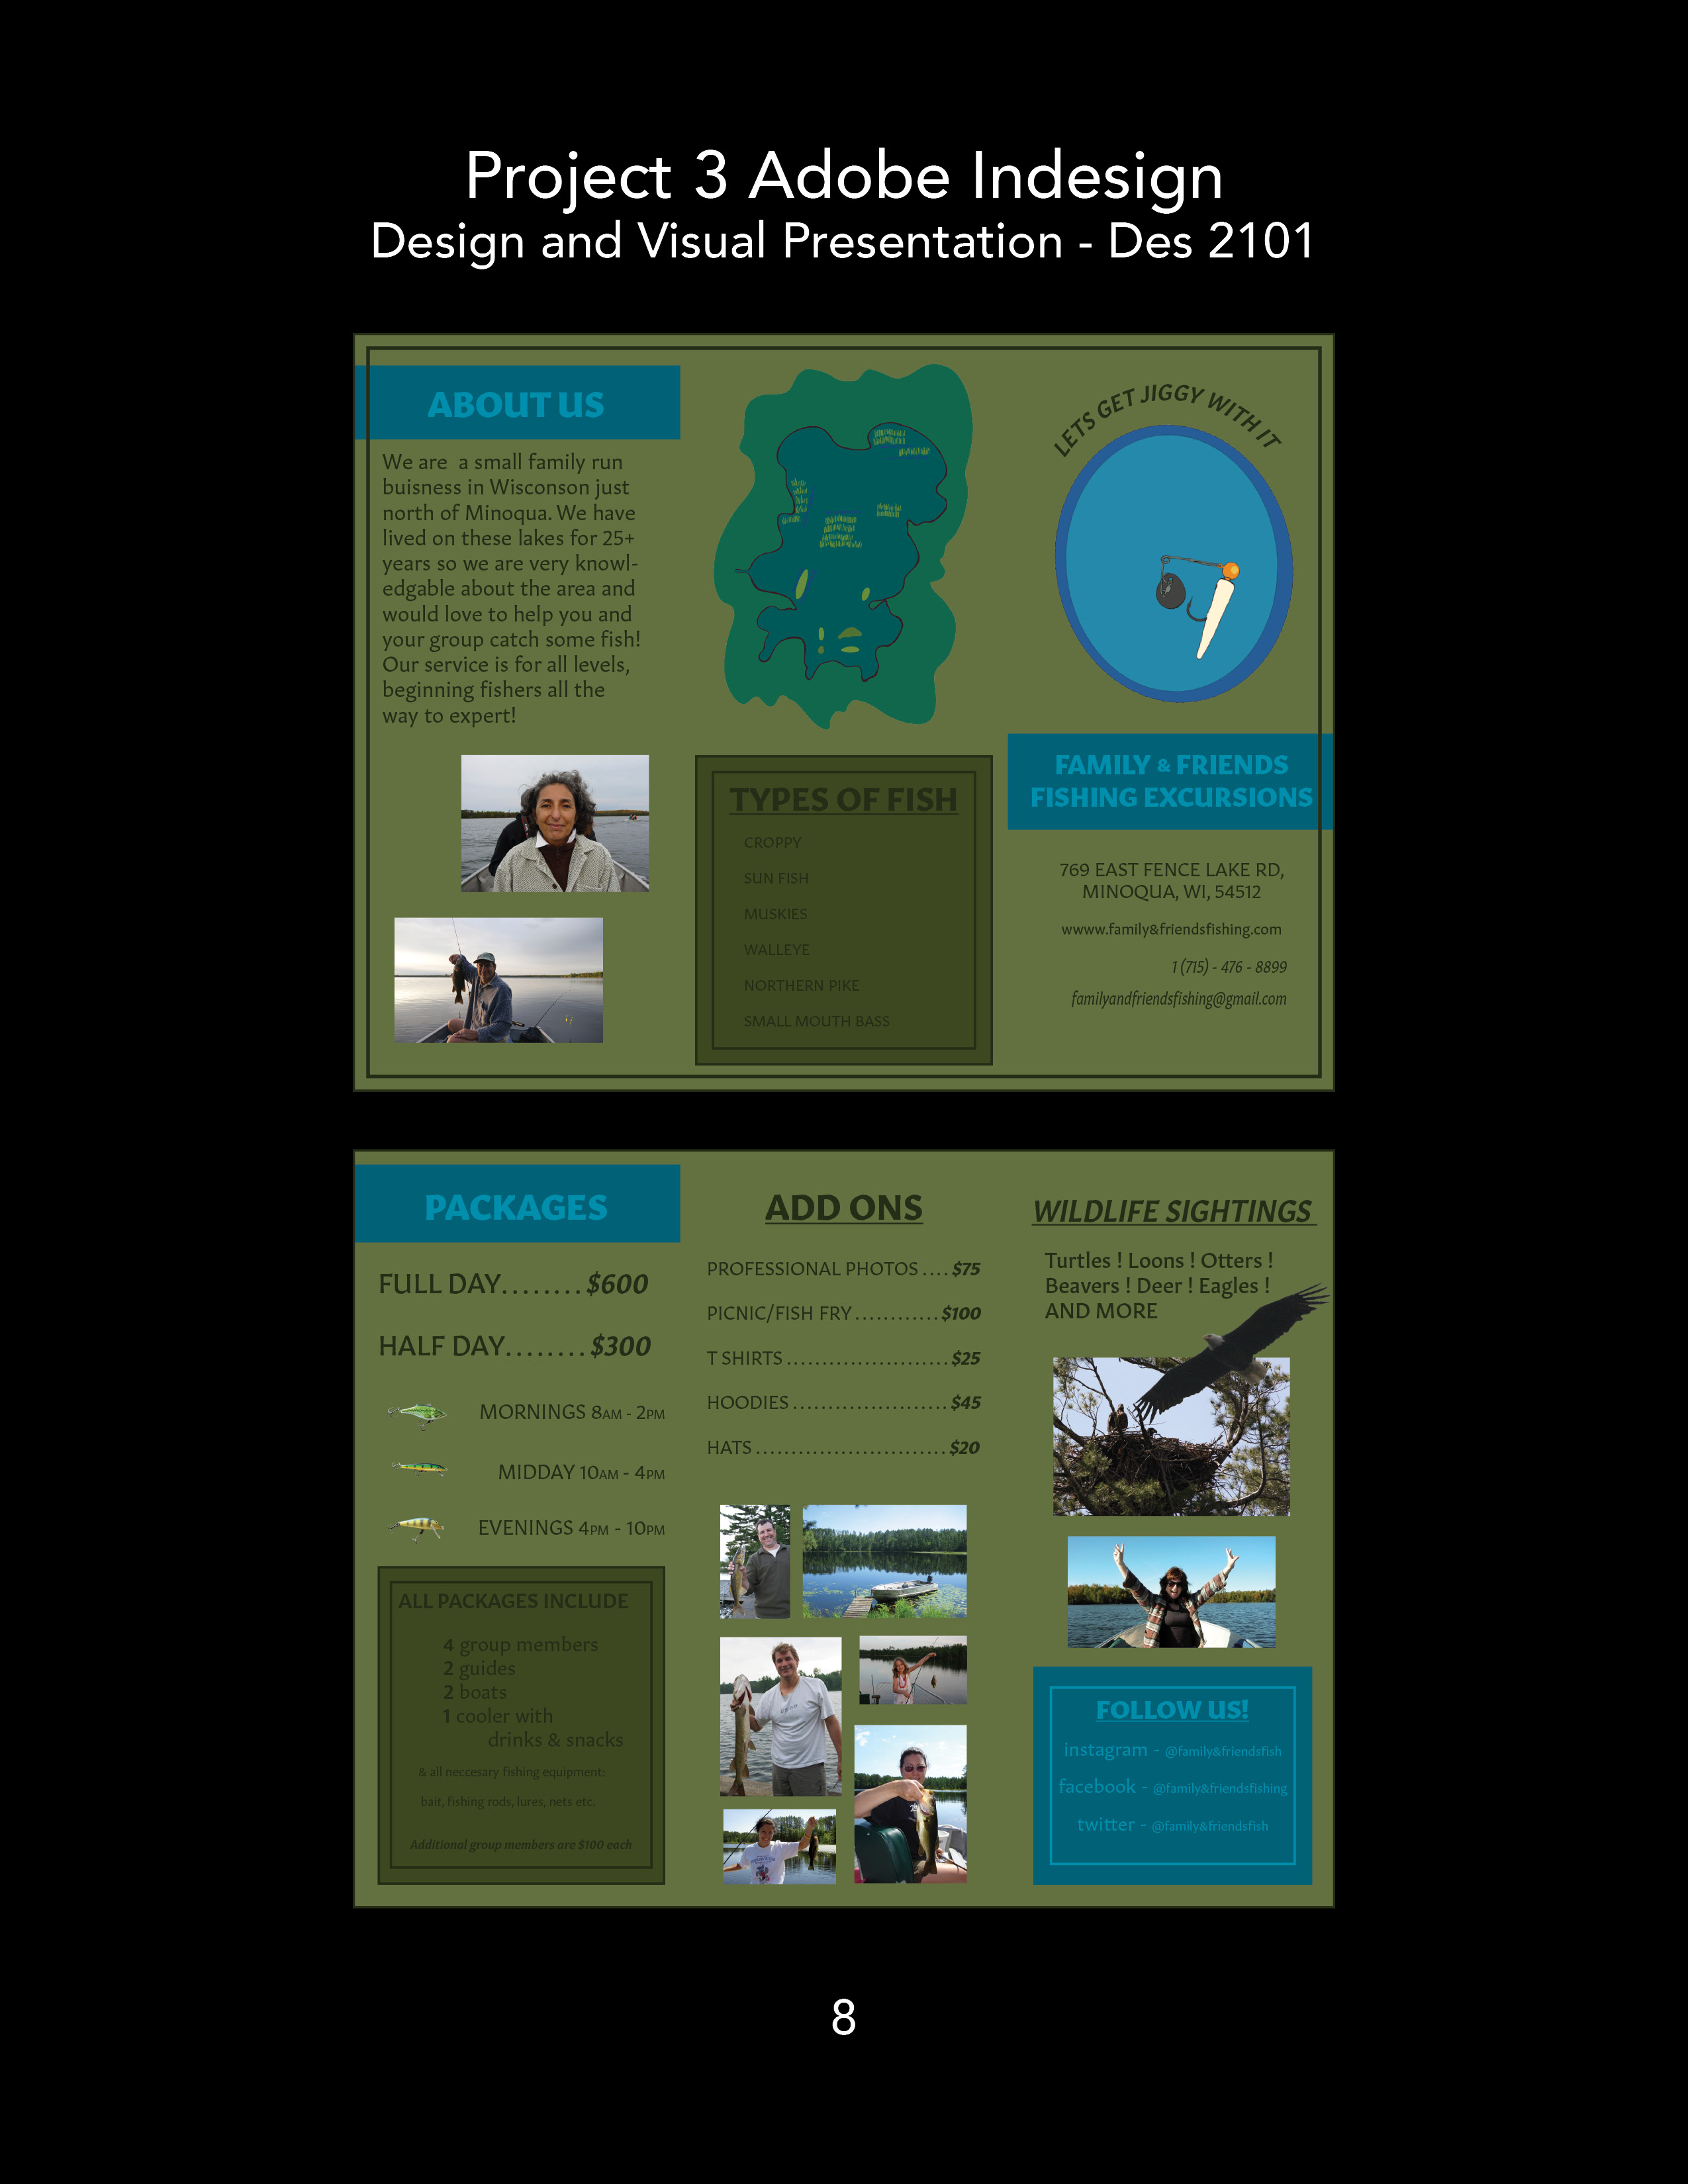 Project 3 Adobe Indesign
Design and Visual Presentation - Des 2101
ABOUT US
We are  a small family run
buisness in Wisconson just
north of Minoqua. We have
lived on these lakes for 25+
years so we are very knowl-
edgable about the area and
would love to help you and
your group catch some fish!
Our service is for all levels,
beginning fishers all the
way to expert!
TYPES OF FISH
CROPPY
SUN FISH
MUSKIES
WALLEYE
NORTHERN PIKE
SMALL MOUTH BASS
LETS GET JIGGY WITH IT
FAMILY & FRIENDS
FISHING EXCURSIONS
769 EAST FENCE LAKE RD,
MINOQUA, WI, 54512
wwww.family&friendsfishing.com
1 (715) - 476 - 8899
familyandfriendsfishing@gmail.com
PACKAGES
FULL DAY........$600
HALF DAY........$300
MORNINGS 8AM - 2PM
MIDDAY 10AM - 4PM
EVENINGS 4PM - 10PM
ALL PACKAGES INCLUDE
4 group members
2 guides
2 boats
1 cooler with
drinks & snacks
& all neccesary fishing equipment:
bait, fishing rods, lures, nets etc.
Additional group members are $100 each
ADD ONS
PROFESSIONAL PHOTOS....$75
PICNIC/FISH FRY............$100
T SHIRTS.......................$25
HOODIES......................$45
HATS...........................$20
WILDLIFE SIGHTINGS
Turtles ! Loons ! Otters !
Beavers ! Deer ! Eagles !
AND MORE
FOLLOW US!
instagram - @family&friendsfish
facebook - @family&friendsfishing
twitter - @family&friendsfish
8